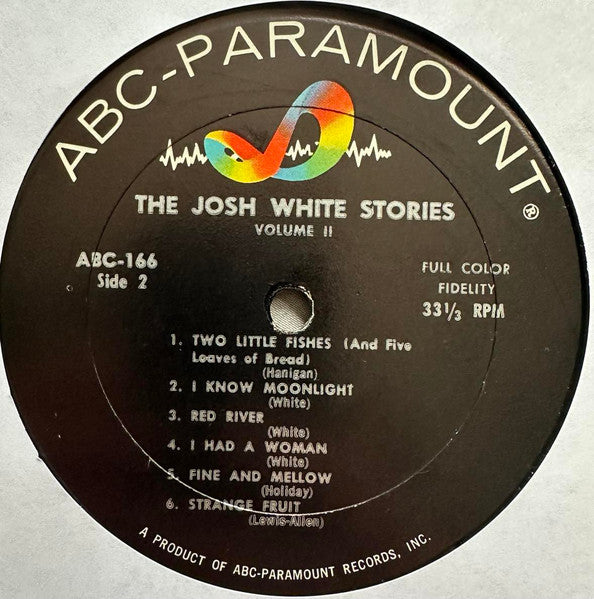 ABC-PARAMOUNT ®
THE JOSH WHITE STORIES
VOLUME II
ABC-166
Side 2
FULL COLOR
FIDELITY
33 1/3 RPM
1. TWO LITTLE FISHES (And Five
Loaves of Bread)
(Hanigan)
2. I KNOW MOONLIGHT
(White)
3. RED RIVER
(White)
4. I HAD A WOMAN
(White)
5. FINE AND MELLOW
(Holiday)
6. STRANGE FRUIT
(Lewis-Allen)
A PRODUCT OF ABC-PARAMOUNT RECORDS, INC.